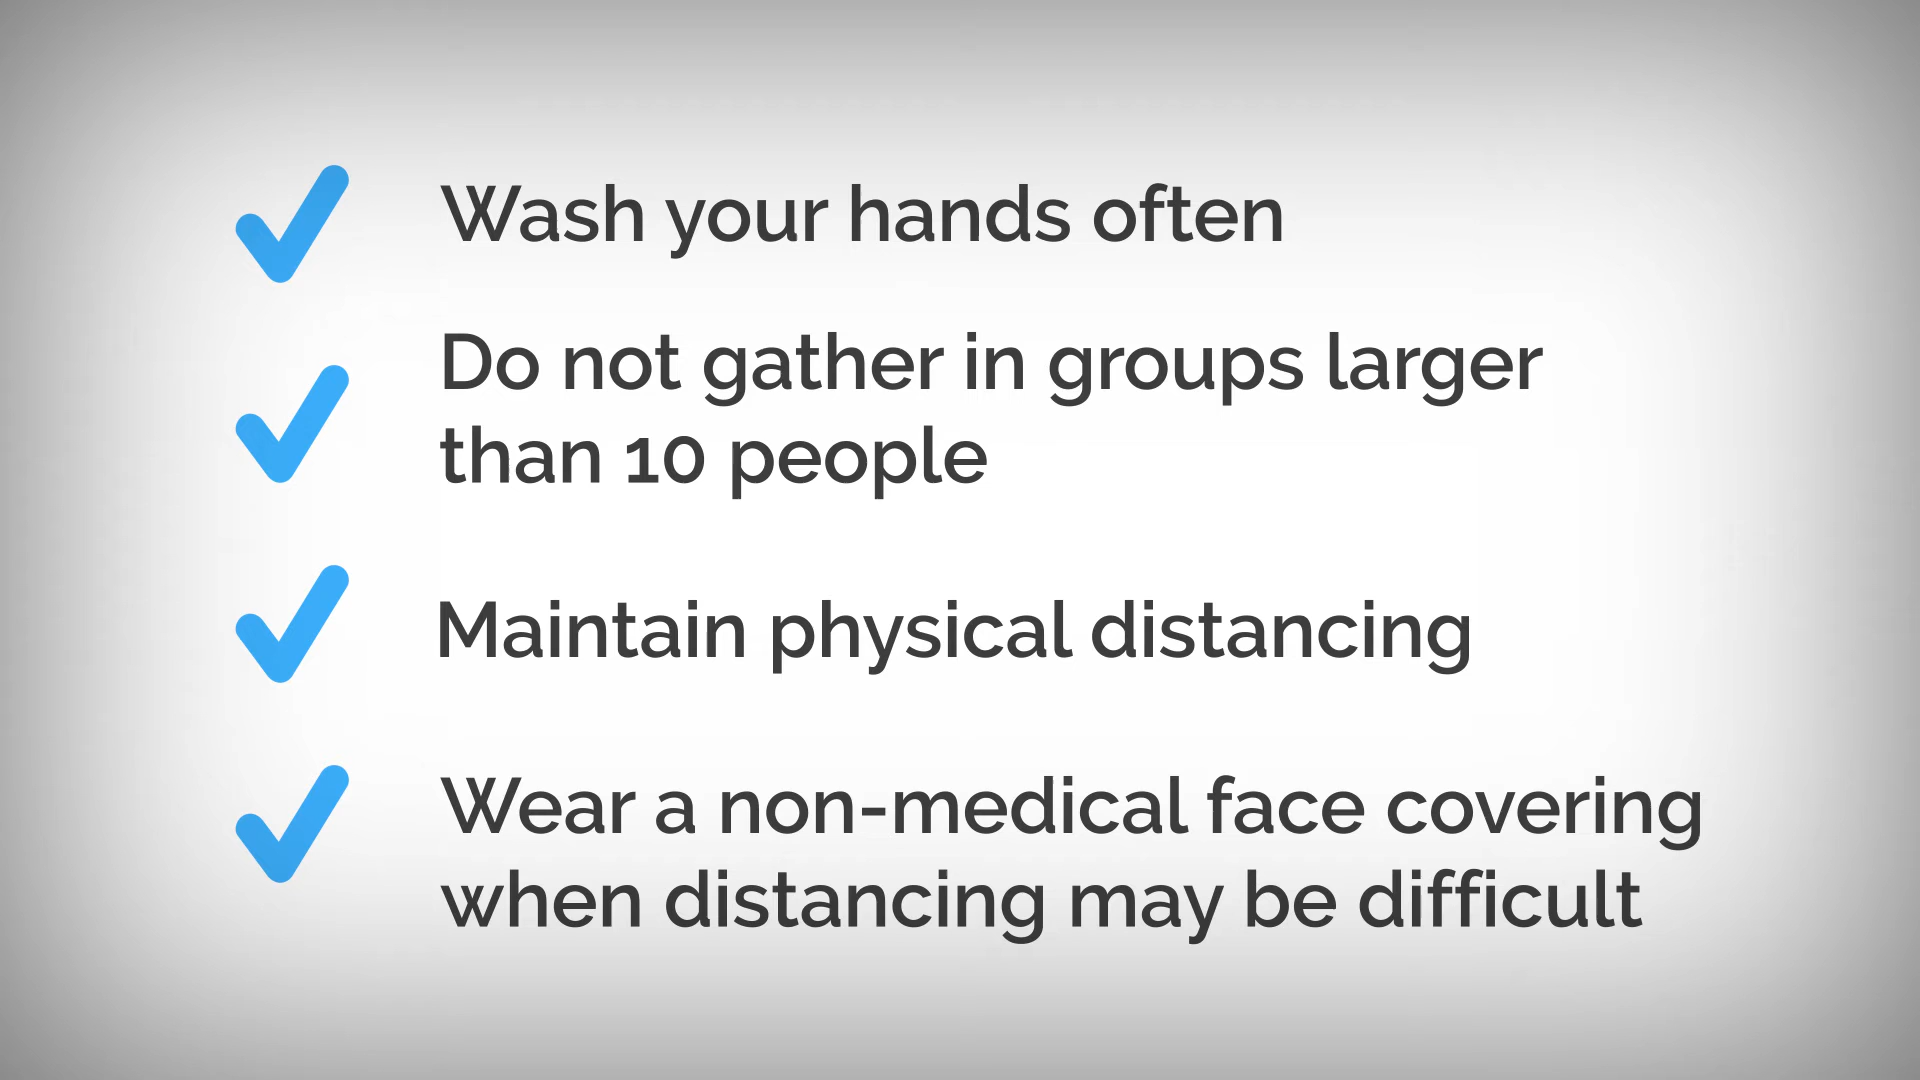 Wash your hands often
Do not gather in groups larger
than 10 people
Maintain physical distancing
Wear a non-medical face covering
when distancing may be difficult